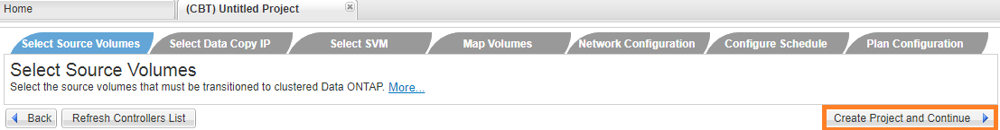 Home
(CBT) Untitled Project
Select Source Volumes
Select Data Copy IP
Select SVM
Map Volumes
Network Configuration
Configure Schedule
Plan Configuration
Select Source Volumes
Select the source volumes that must be transitioned to clustered Data ONTAP. More...
Back
Refresh Controllers List
Create Project and Continue